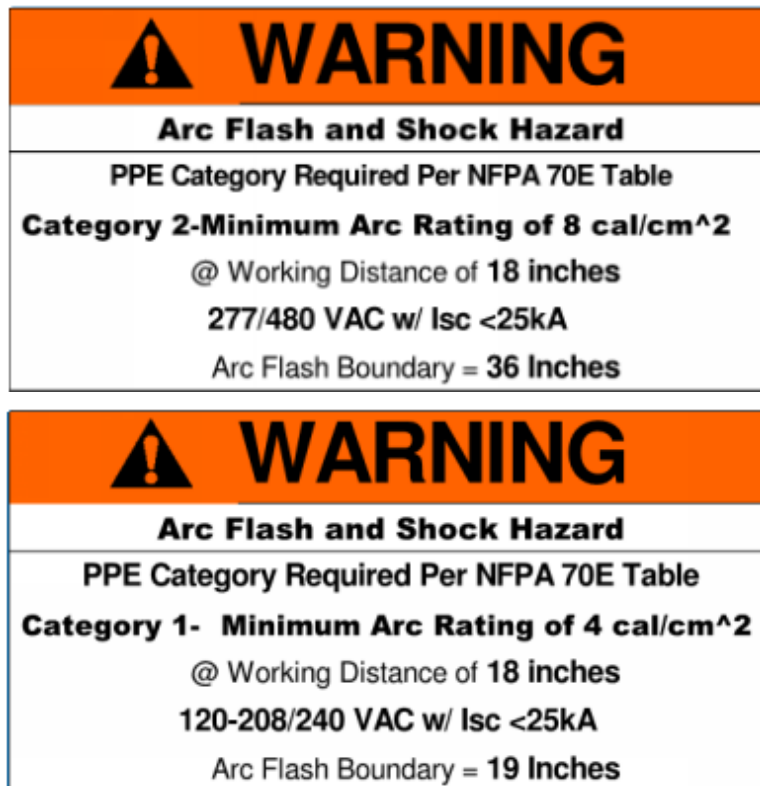 WARNING
Arc Flash and Shock Hazard
PPE Category Required Per NFPA 70E Table
Category 2-Minimum Arc Rating of 8 cal/cm^2
@ Working Distance of 18 inches
277/480 VAC w/ Isc <25kA
Arc Flash Boundary = 36 Inches
WARNING
Arc Flash and Shock Hazard
PPE Category Required Per NFPA 70E Table
Category 1- Minimum Arc Rating of 4 cal/cm^2
@ Working Distance of 18 inches
120-208/240 VAC w/ Isc <25kA
Arc Flash Boundary = 19 Inches